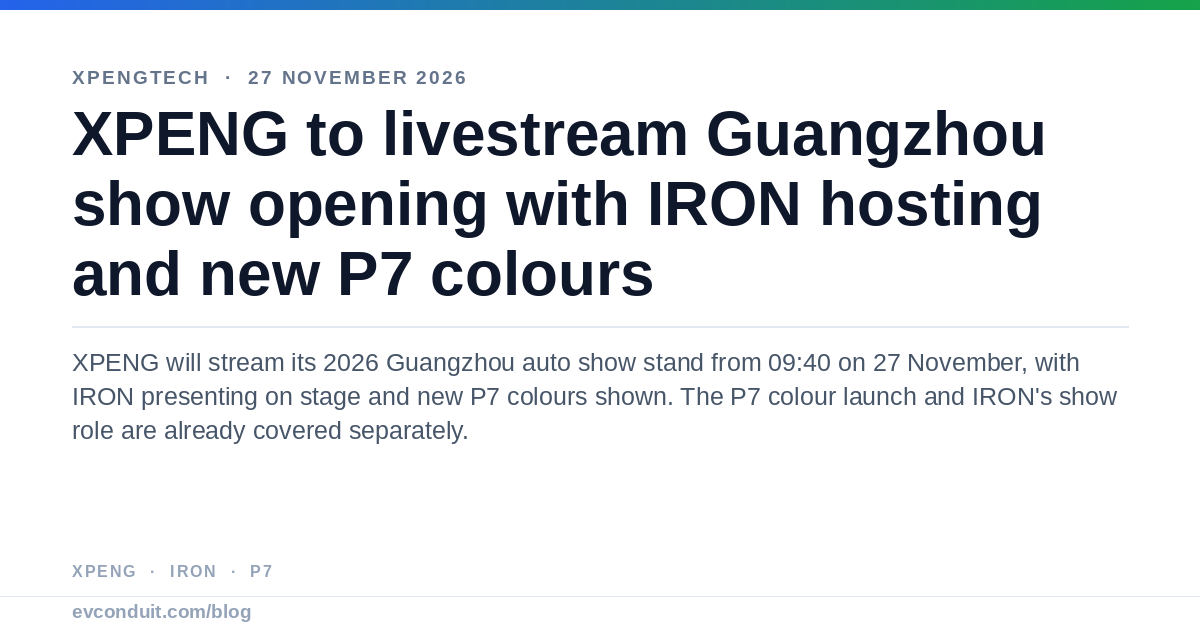 XPENGTECH · 27 NOVEMBER 2026
XPENG to livestream Guangzhou
show opening with IRON hosting
and new P7 colours
XPENG will stream its 2026 Guangzhou auto show stand from 09:40 on 27 November, with
IRON presenting on stage and new P7 colours shown. The P7 colour launch and IRON's show
role are already covered separately.
XPENG · IRON · P7
evconduit.com/blog